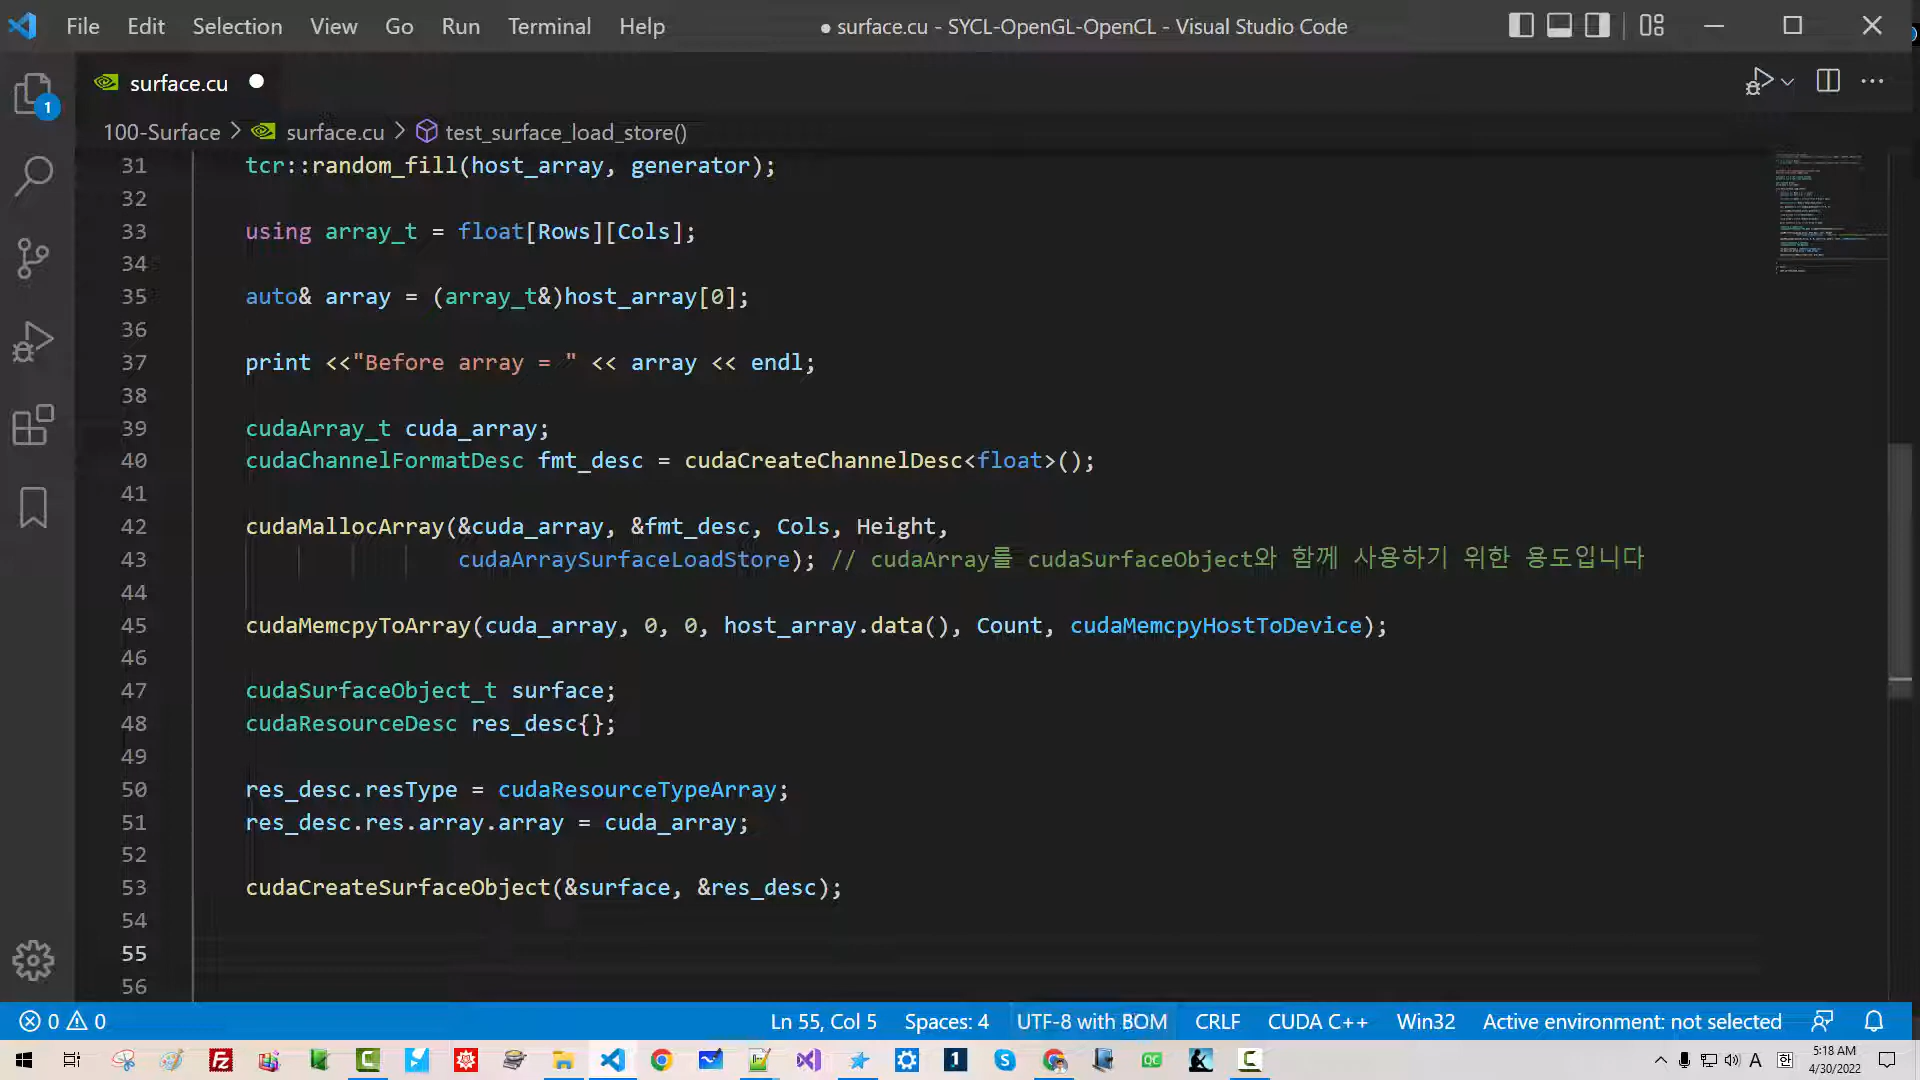 File Edit Selection View Go Run Terminal Help
● surface.cu - SYCL-OpenGL-OpenCL - Visual Studio Code
surface.cu
100-Surface > surface.cu > test_surface_load_store()
1
31 tcr::random_fill(host_array, generator);
32
33 using array_t = float[Rows][Cols];
34
35 auto& array = (array_t&)host_array[0];
36
37 print <<"Before array = " << array << endl;
38
39 cudaArray_t cuda_array;
40 cudaChannelFormatDesc fmt_desc = cudaCreateChannelDesc<float>();
41
42 cudaMallocArray(&cuda_array, &fmt_desc, Cols, Height,
43 cudaArraySurfaceLoadStore); // cudaArray를 cudaSurfaceObject와 함께 사용하기 위한 용도입니다
44
45 cudaMemcpyToArray(cuda_array, 0, 0, host_array.data(), Count, cudaMemcpyHostToDevice);
46
47 cudaSurfaceObject_t surface;
48 cudaResourceDesc res_desc{};
49
50 res_desc.resType = cudaResourceTypeArray;
51 res_desc.res.array.array = cuda_array;
52
53 cudaCreateSurfaceObject(&surface, &res_desc);
54
55
56
0 0 Ln 55, Col 5 Spaces: 4 UTF-8 with BOM CRLF CUDA C++ Win32 Active environment: not selected
A 한 5:18 AM
4/30/2022